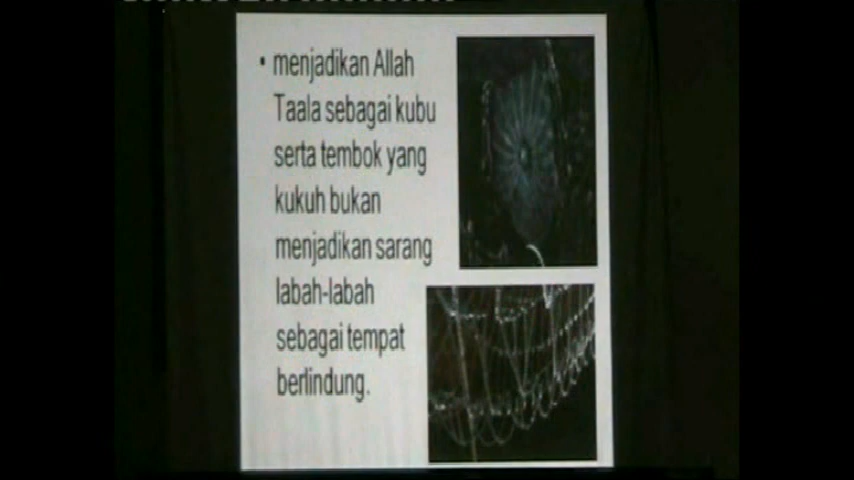 • menjadikan Allah
Taala sebagai kubu
serta tembok yang
kukuh bukan
menjadikan sarang
labah-labah
sebagai tempat
berlindung.